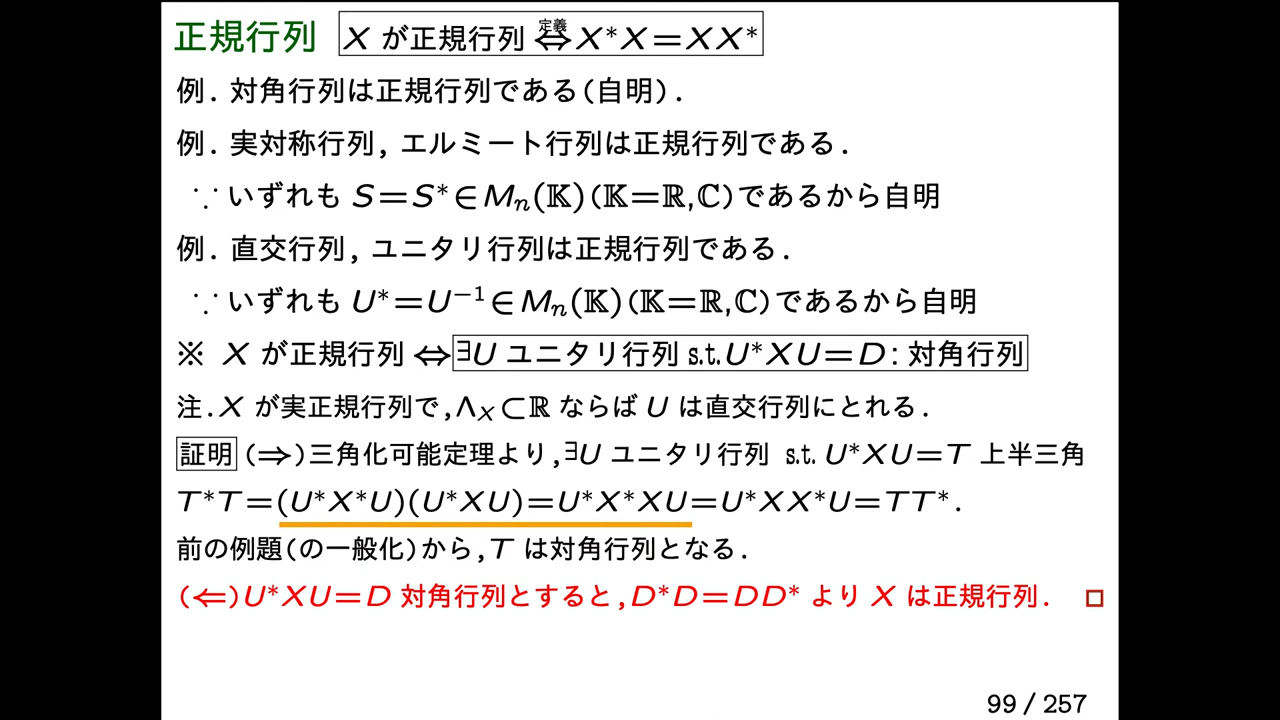 正規行列 X が正規行列 ⇔定義 X*X=XX*
例. 対角行列は正規行列である(自明).
例. 実対称行列, エルミート行列は正規行列である.
∵ いずれも S=S*∈Mₙ(𝕂)(𝕂=ℝ,ℂ)であるから自明
例. 直交行列, ユニタリ行列は正規行列である.
∵ いずれも U*=U⁻¹∈Mₙ(𝕂)(𝕂=ℝ,ℂ)であるから自明
※ X が正規行列 ⇔ ∃U ユニタリ行列 s.t. U*XU=D:対角行列
注. X が実正規行列で, Λ_X⊂ℝ ならば U は直交行列にとれる.
証明 (⇒)三角化可能定理より, ∃U ユニタリ行列 s.t. U*XU=T 上半三角
T*T=(U*X*U)(U*XU)=U*X*XU=U*XX*U=TT*.
前の例題(の一般化)から, T は対角行列となる.
(⇐)U*XU=D 対角行列とすると, D*D=DD* より X は正規行列. □
99 / 257